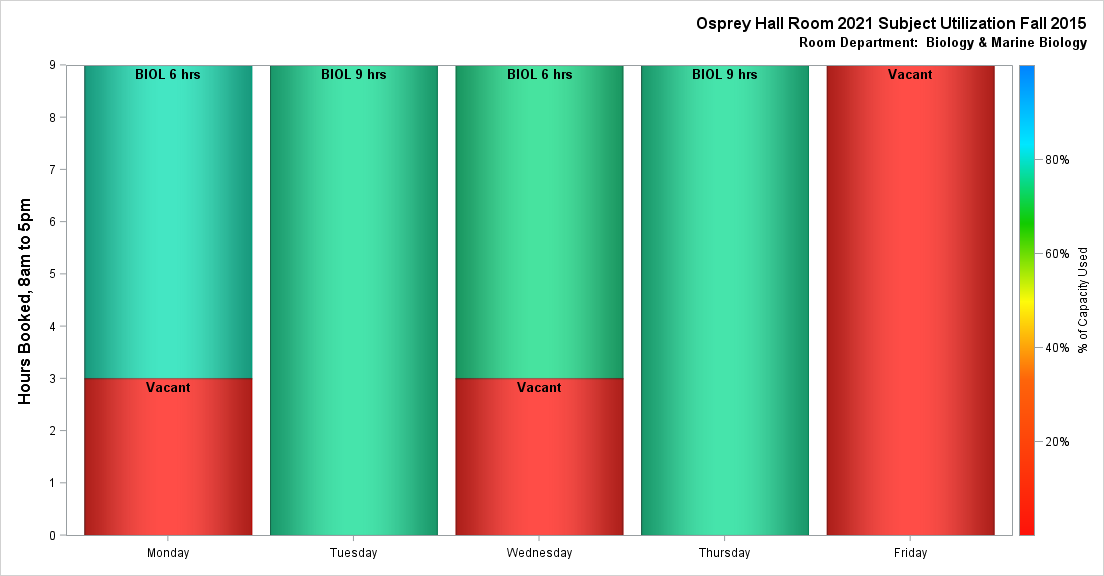 Osprey Hall Room 2021 Subject Utilization Fall 2015
Room Department: Biology & Marine Biology
Hours Booked, 8am to 5pm
9
8
7
6
5
4
3
2
1
0
BIOL 6 hrs
BIOL 9 hrs
BIOL 6 hrs
BIOL 9 hrs
Vacant
Vacant
Vacant
Monday
Tuesday
Wednesday
Thursday
Friday
80%
60%
40%
20%
% of Capacity Used